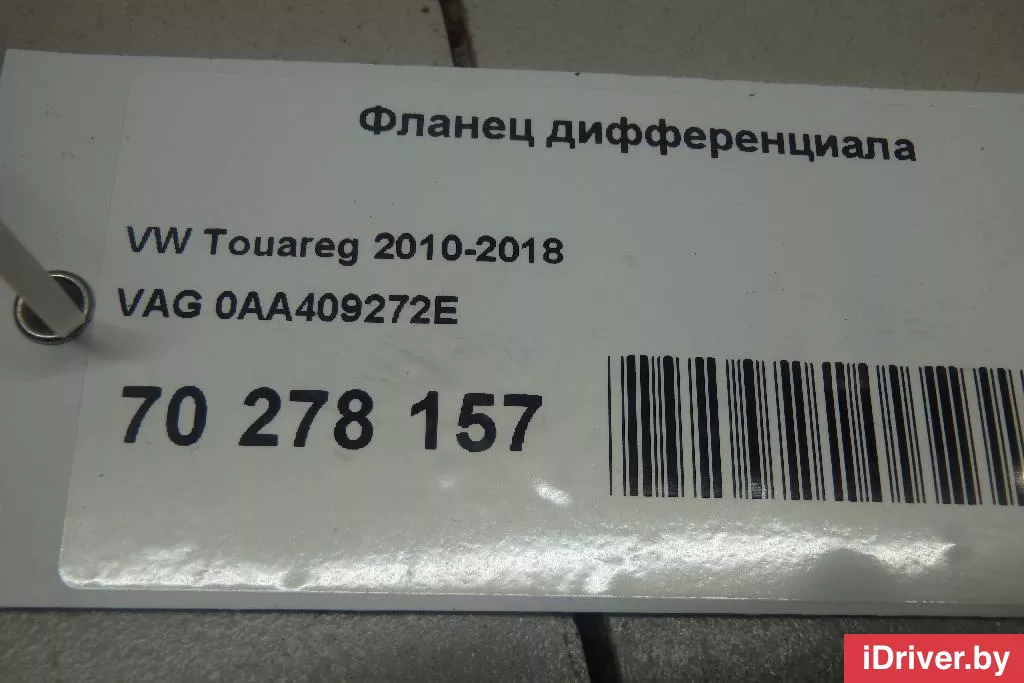 Фланец дифференциала
VW Touareg 2010-2018
VAG 0AA409272E
70 278 157
iDriver.by